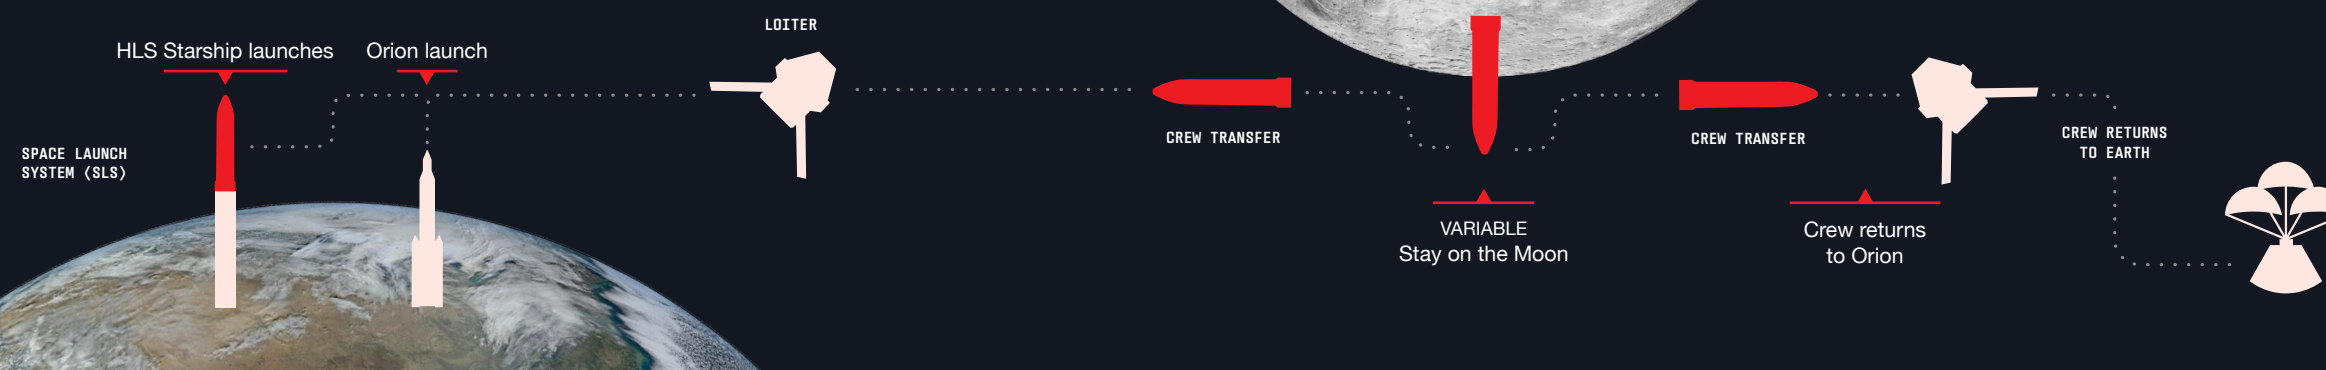 LOITER
HLS Starship launches
Orion launch
SPACE LAUNCH
SYSTEM (SLS)
CREW TRANSFER
VARIABLE
Stay on the Moon
CREW TRANSFER
Crew returns
to Orion
CREW RETURNS
TO EARTH